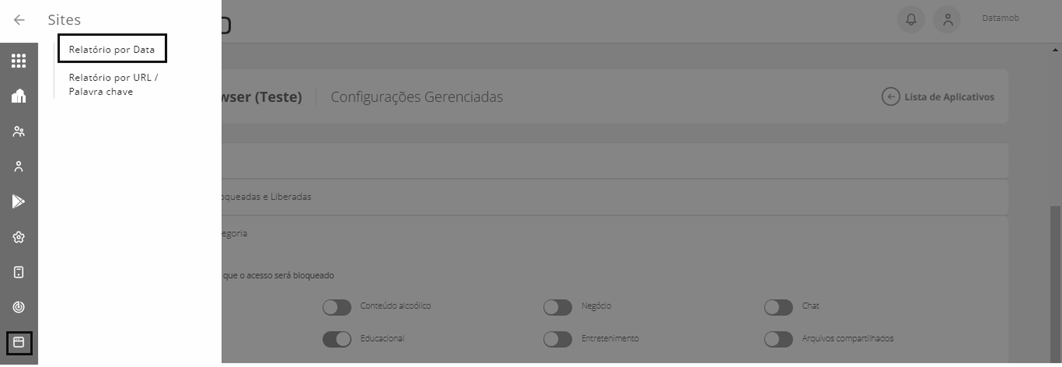 Sites
Datamob
Relatório por Data
Relatório por URL /
Palavra chave
wser (Teste)
Configurações Gerenciadas
Lista de Aplicativos
oqueadas e Liberadas
egoria
que o acesso será bloqueado
Conteúdo alcoólico
Negócio
Chat
Educacional
Entretenimento
Arquivos compartilhados